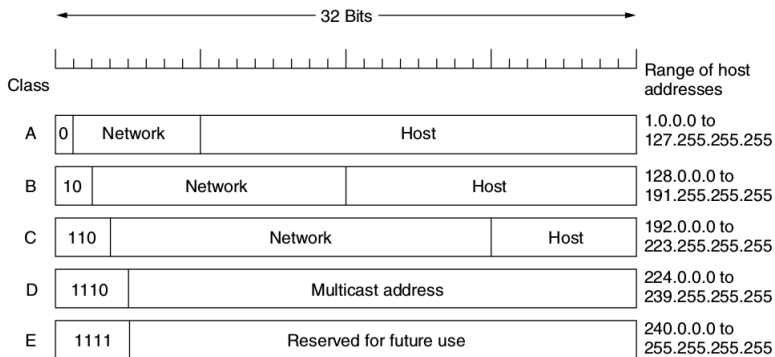 32 Bits
Class
Range of host
addresses
A
0
Network
Host
1.0.0.0 to
127.255.255.255
B
10
Network
Host
128.0.0.0 to
191.255.255.255
C
110
Network
Host
192.0.0.0 to
223.255.255.255
D
1110
Multicast address
224.0.0.0 to
239.255.255.255
E
1111
Reserved for future use
240.0.0.0 to
255.255.255.255